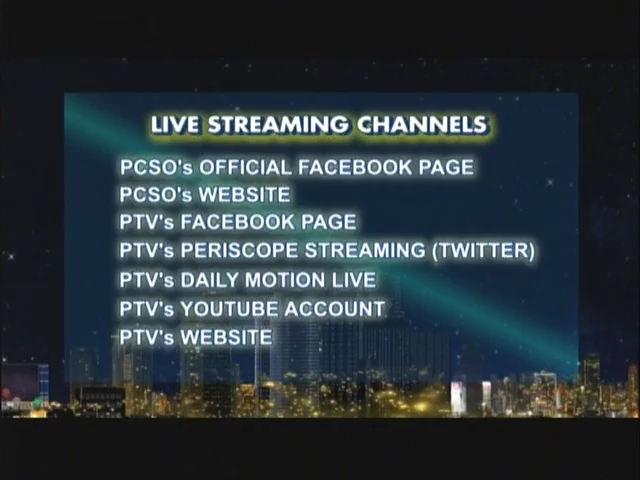 LIVE STREAMING CHANNELS
PCSO's OFFICIAL FACEBOOK PAGE
PCSO's WEBSITE
PTV's FACEBOOK PAGE
PTV's PERISCOPE STREAMING (TWITTER)
PTV's DAILY MOTION LIVE
PTV's YOUTUBE ACCOUNT
PTV's WEBSITE